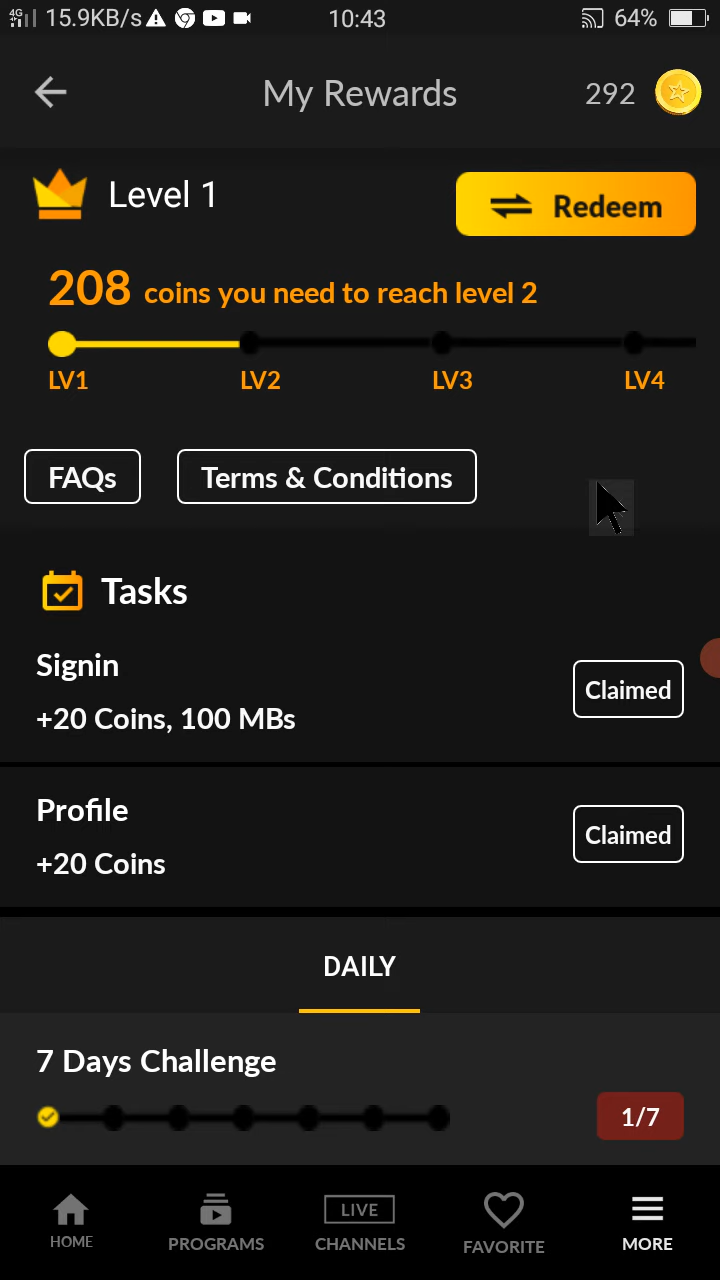 4G 15.9KB/s 10:43 64%
My Rewards 292
Level 1
Redeem
208 coins you need to reach level 2
LV1 LV2 LV3 LV4
FAQs Terms & Conditions
Tasks
Signin
Claimed
+20 Coins, 100 MBs
Profile
Claimed
+20 Coins
DAILY
7 Days Challenge
1/7
LIVE
HOME PROGRAMS CHANNELS FAVORITE MORE